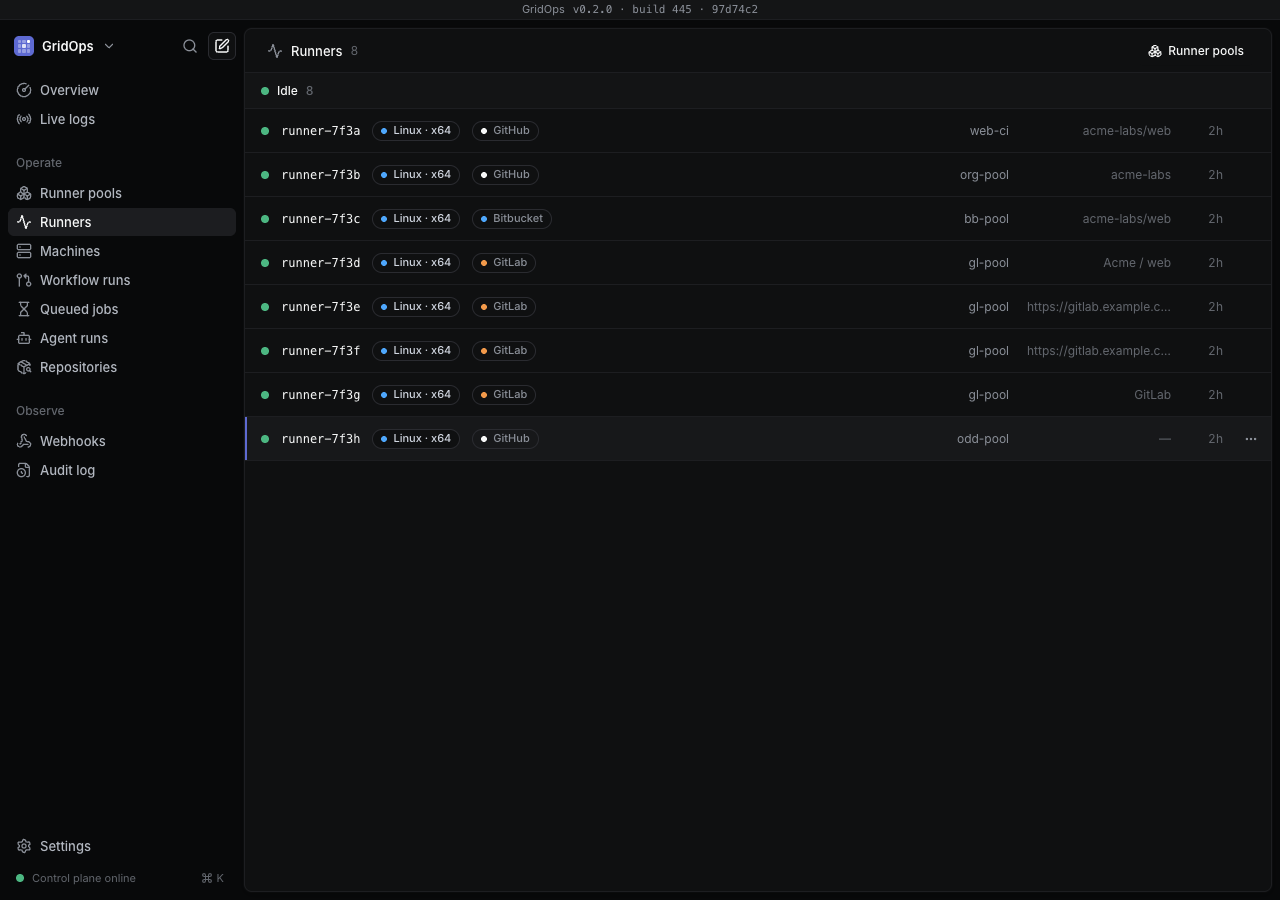 GridOps v0.2.0 · build 445 · 97d74c2
GridOps
Overview
Live logs
Operate
Runner pools
Runners
Machines
Workflow runs
Queued jobs
Agent runs
Repositories
Observe
Webhooks
Audit log
Settings
Control plane online ⌘ K
Runners 8 Runner pools
Idle 8
runner-7f3a Linux · x64 GitHub web-ci acme-labs/web 2h
runner-7f3b Linux · x64 GitHub org-pool acme-labs 2h
runner-7f3c Linux · x64 Bitbucket bb-pool acme-labs/web 2h
runner-7f3d Linux · x64 GitLab gl-pool Acme / web 2h
runner-7f3e Linux · x64 GitLab gl-pool https://gitlab.example.c… 2h
runner-7f3f Linux · x64 GitLab gl-pool https://gitlab.example.c… 2h
runner-7f3g Linux · x64 GitLab gl-pool GitLab 2h
runner-7f3h Linux · x64 GitHub odd-pool — 2h